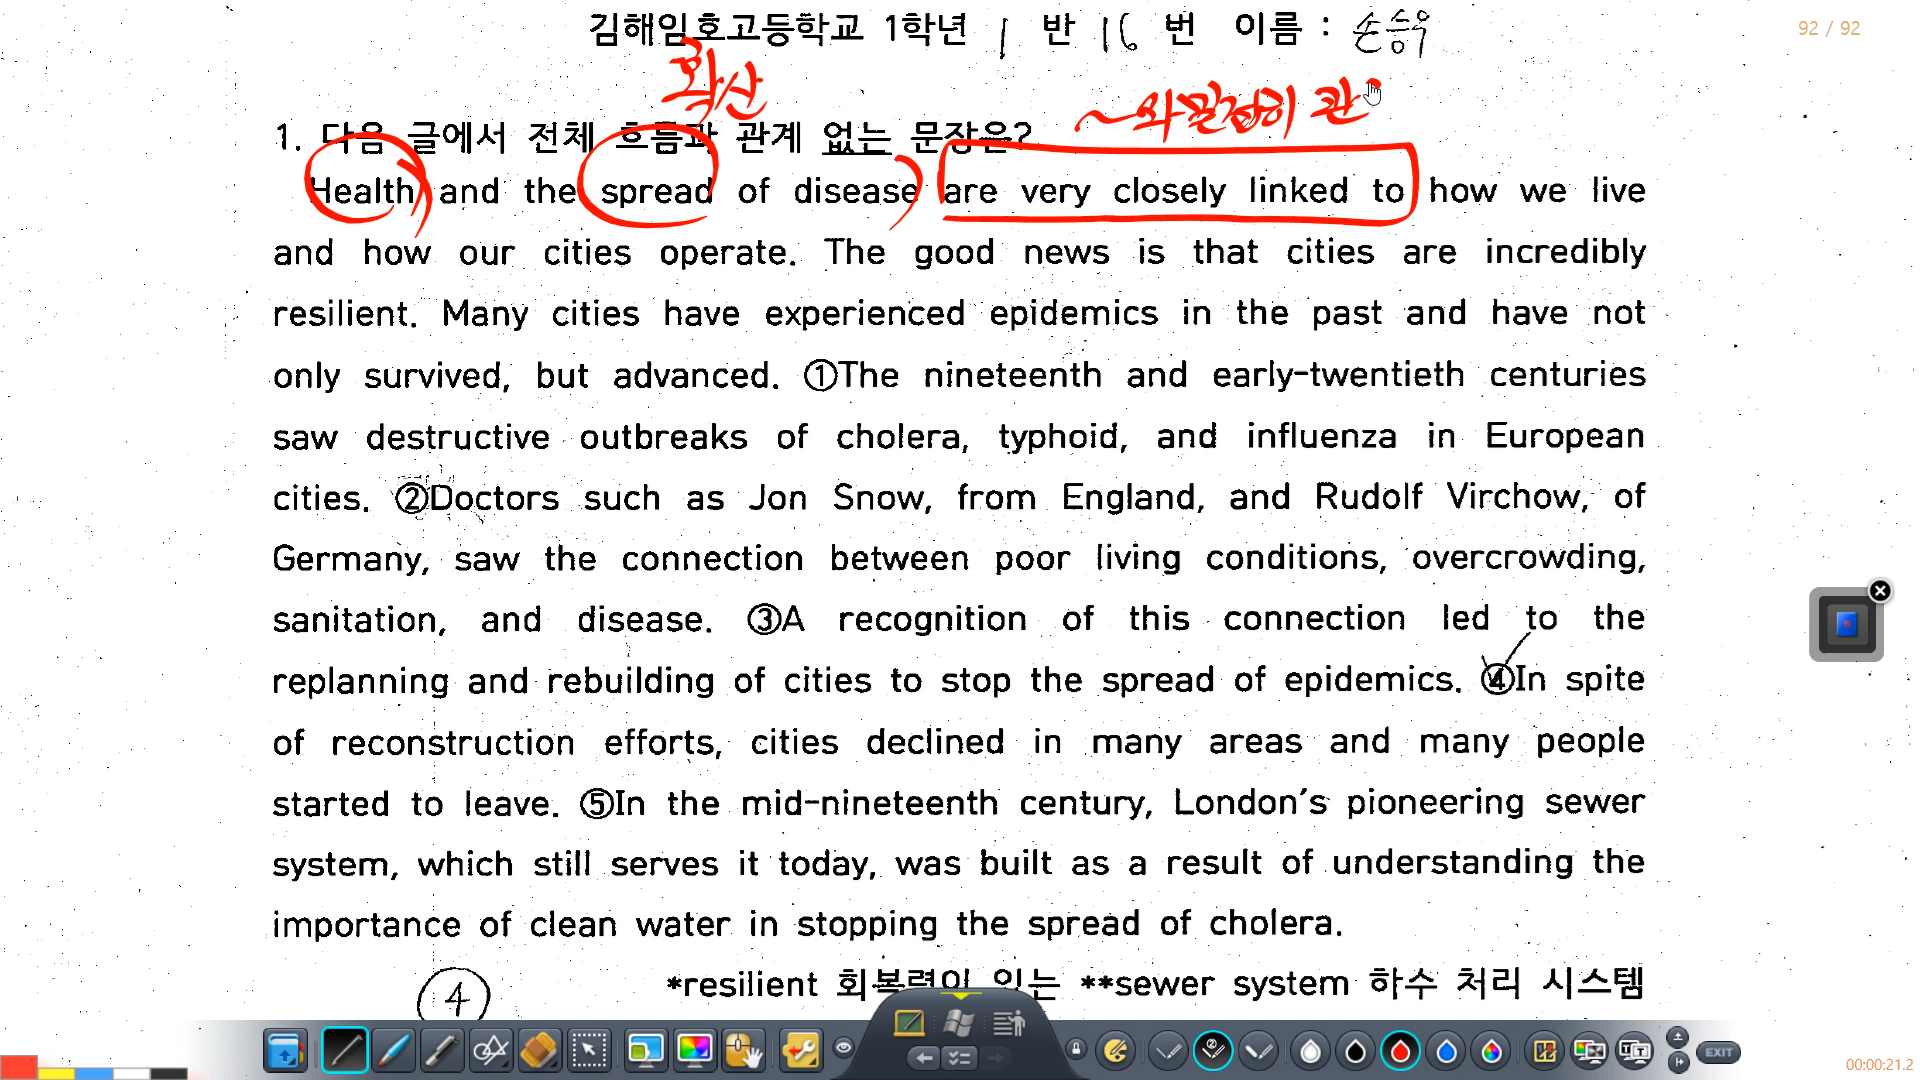 김해임호고등학교 1학년 1 반 16 번 이름 : 손승우
92 / 92
확산
~와 밀접히 관
1. 다음 글에서 전체 흐름과 관계 없는 문장은?
Health and the spread of disease are very closely linked to how we live
and how our cities operate. The good news is that cities are incredibly
resilient. Many cities have experienced epidemics in the past and have not
only survived, but advanced. ①The nineteenth and early-twentieth centuries
saw destructive outbreaks of cholera, typhoid, and influenza in European
cities. ②Doctors such as Jon Snow, from England, and Rudolf Virchow, of
Germany, saw the connection between poor living conditions, overcrowding,
sanitation, and disease. ③A recognition of this connection led to the
replanning and rebuilding of cities to stop the spread of epidemics. ④In spite
of reconstruction efforts, cities declined in many areas and many people
started to leave. ⑤In the mid-nineteenth century, London's pioneering sewer
system, which still serves it today, was built as a result of understanding the
importance of clean water in stopping the spread of cholera.
4
*resilient 회복력이 있는 **sewer system 하수 처리 시스템
EXIT
00:00:21.2